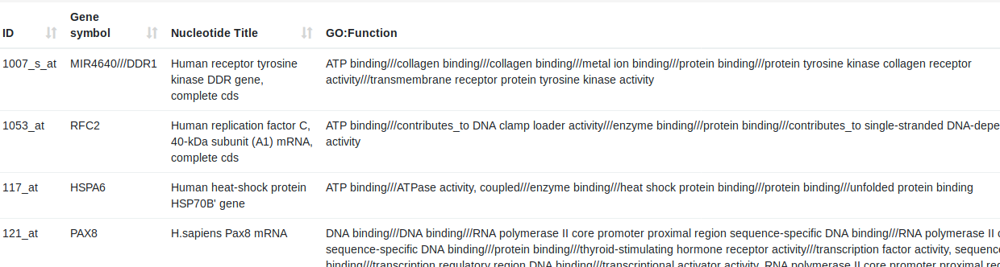 ID Gene symbol Nucleotide Title GO:Function
1007_s_at MIR4640///DDR1 Human receptor tyrosine ATP binding///collagen binding///collagen binding///metal ion binding///protein binding///protein tyrosine kinase collagen receptor
kinase DDR gene, activity///transmembrane receptor protein tyrosine kinase activity
complete cds
1053_at RFC2 Human replication factor C, ATP binding///contributes_to DNA clamp loader activity///enzyme binding///protein binding///contributes_to single-stranded DNA-depe
40-kDa subunit (A1) mRNA, activity
complete cds
117_at HSPA6 Human heat-shock protein ATP binding///ATPase activity, coupled///enzyme binding///heat shock protein binding///protein binding///unfolded protein binding
HSP70B' gene
121_at PAX8 H.sapiens Pax8 mRNA DNA binding///DNA binding///RNA polymerase II core promoter proximal region sequence-specific DNA binding///RNA polymerase II
sequence-specific DNA binding///protein binding///thyroid-stimulating hormone receptor activity///transcription factor activity, sequenc
binding///transcription regulatory region DNA binding///transcriptional activator activity, RNA polymerase II core promoter proximal